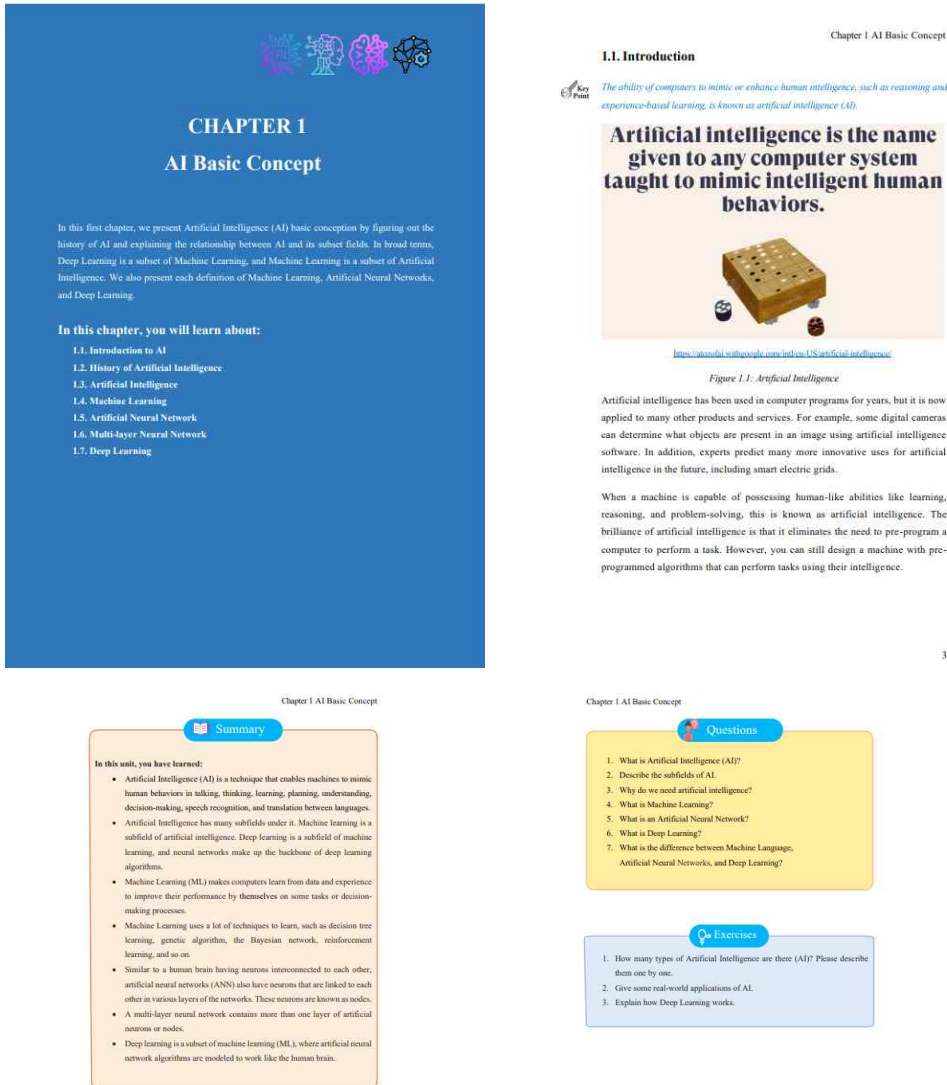 CHAPTER 1
AI Basic Concept
In this first chapter, we present Artificial Intelligence (AI) basic conception by figuring out the
history of AI and explaining the relationship between AI and its subset fields. In broad terms,
Deep Learning is a subset of Machine Learning, and Machine Learning is a subset of Artificial
Intelligence. We also present each definition of Machine Learning, Artificial Neural Networks,
and Deep Learning.
In this chapter, you will learn about:
1.1. Introduction to AI
1.2. History of Artificial Intelligence
1.3. Artificial Intelligence
1.4. Machine Learning
1.5. Artificial Neural Network
1.6. Multi-layer Neural Network
1.7. Deep Learning
Chapter 1 AI Basic Concept
1.1. Introduction
Key
Point
The ability of computers to mimic or enhance human intelligence, such as reasoning and
experience-based learning, is known as artificial intelligence (AI).
Artificial intelligence is the name
given to any computer system
taught to mimic intelligent human
behaviors.
https://atozofai.withgoogle.com/intl/en-US/artificial-intelligence/
Figure 1.1: Artificial Intelligence
Artificial intelligence has been used in computer programs for years, but it is now
applied to many other products and services. For example, some digital cameras
can determine what objects are present in an image using artificial intelligence
software. In addition, experts predict many more innovative uses for artificial
intelligence in the future, including smart electric grids.
When a machine is capable of possessing human-like abilities like learning,
reasoning, and problem-solving, this is known as artificial intelligence. The
brilliance of artificial intelligence is that it eliminates the need to pre-program a
computer to perform a task. However, you can still design a machine with pre-
programmed algorithms that can perform tasks using their intelligence.
3
Chapter 1 AI Basic Concept
Summary
In this unit, you have learned:
• Artificial Intelligence (AI) is a technique that enables machines to mimic
human behaviors in talking, thinking, learning, planning, understanding,
decision-making, speech recognition, and translation between languages.
• Artificial Intelligence has many subfields under it. Machine learning is a
subfield of artificial intelligence. Deep learning is a subfield of machine
learning, and neural networks make up the backbone of deep learning
algorithms.
• Machine Learning (ML) makes computers learn from data and experience
to improve their performance by themselves on some tasks or decision-
making processes.
• Machine Learning uses a lot of techniques to learn, such as decision tree
learning, genetic algorithm, the Bayesian network, reinforcement
learning, and so on.
• Similar to a human brain having neurons interconnected to each other,
artificial neural networks (ANN) also have neurons that are linked to each
other in various layers of the networks. These neurons are known as nodes.
• A multi-layer neural network contains more than one layer of artificial
neurons or nodes.
• Deep learning is a subset of machine learning (ML), where artificial neural
network algorithms are modeled to work like the human brain.
Chapter 1 AI Basic Concept
Questions
1. What is Artificial Intelligence (AI)?
2. Describe the subfields of AI.
3. Why do we need artificial intelligence?
4. What is Machine Learning?
5. What is an Artificial Neural Network?
6. What is Deep Learning?
7. What is the difference between Machine Language,
Artificial Neural Networks, and Deep Learning?
Exercises
1. How many types of Artificial Intelligence are there (AI)? Please describe
them one by one.
2. Give some real-world applications of AI.
3. Explain how Deep Learning works.